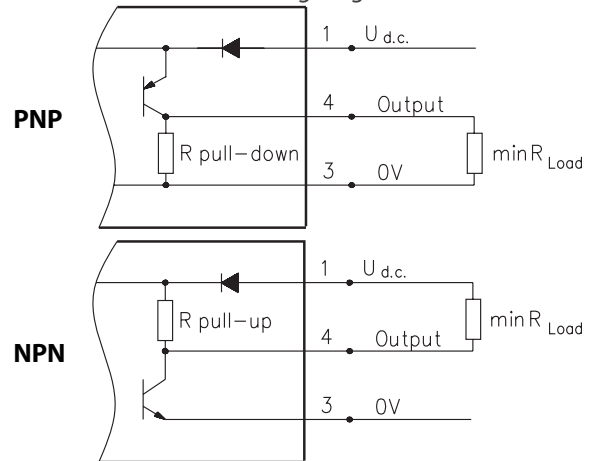 1 U d.c.
PNP
4 Output
R pull-down
min R Load
3 0V
1 U d.c.
R pull-up
min R Load
NPN
4 Output
3 0V